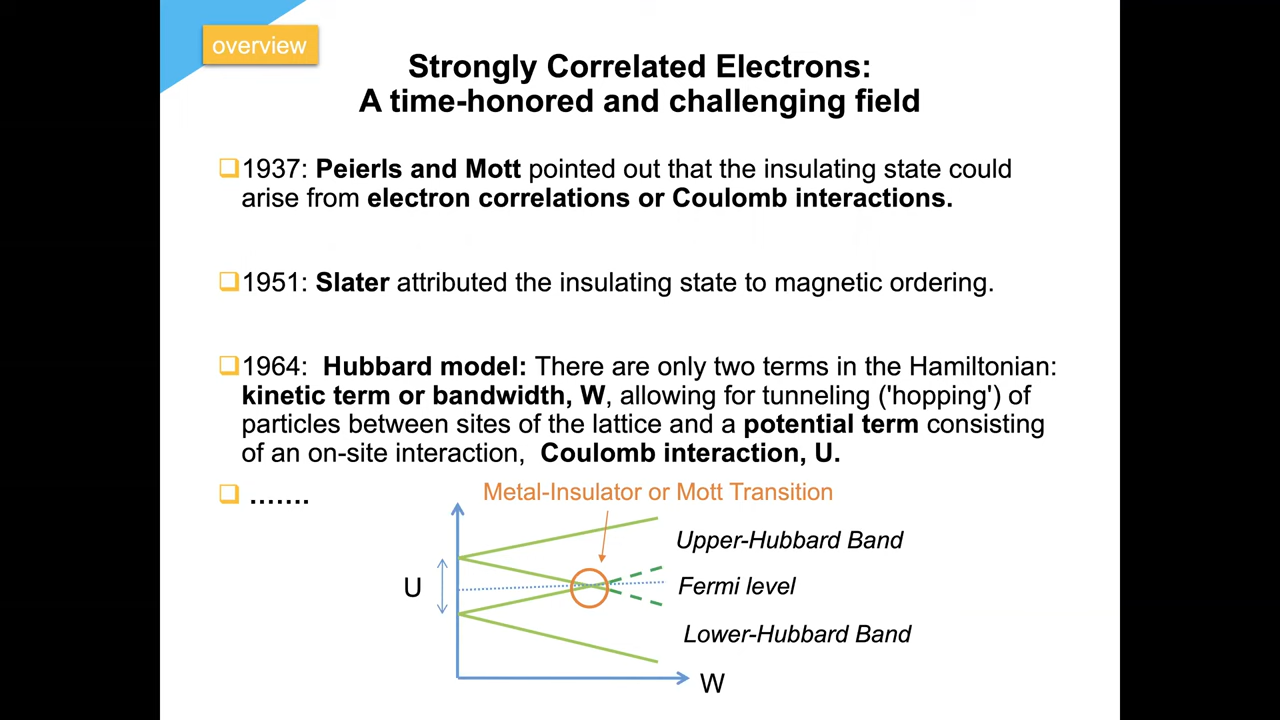 overview
Strongly Correlated Electrons:
A time-honored and challenging field
❑1937: Peierls and Mott pointed out that the insulating state could
arise from electron correlations or Coulomb interactions.
❑1951: Slater attributed the insulating state to magnetic ordering.
❑1964:  Hubbard model: There are only two terms in the Hamiltonian:
kinetic term or bandwidth, W, allowing for tunneling ('hopping') of
particles between sites of the lattice and a potential term consisting
of an on-site interaction,  Coulomb interaction, U.
❑ …….
Metal-Insulator or Mott Transition
Upper-Hubbard Band
U
Fermi level
Lower-Hubbard Band
W